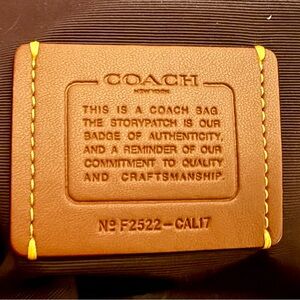 COACH
NEW YORK
THIS IS A COACH BAG.
THE STORYPATCH IS OUR
BADGE OF AUTHENTICITY,
AND A REMINDER OF OUR
COMMITMENT TO QUALITY
AND CRAFTSMANSHIP.
Nº F2522-CAL17